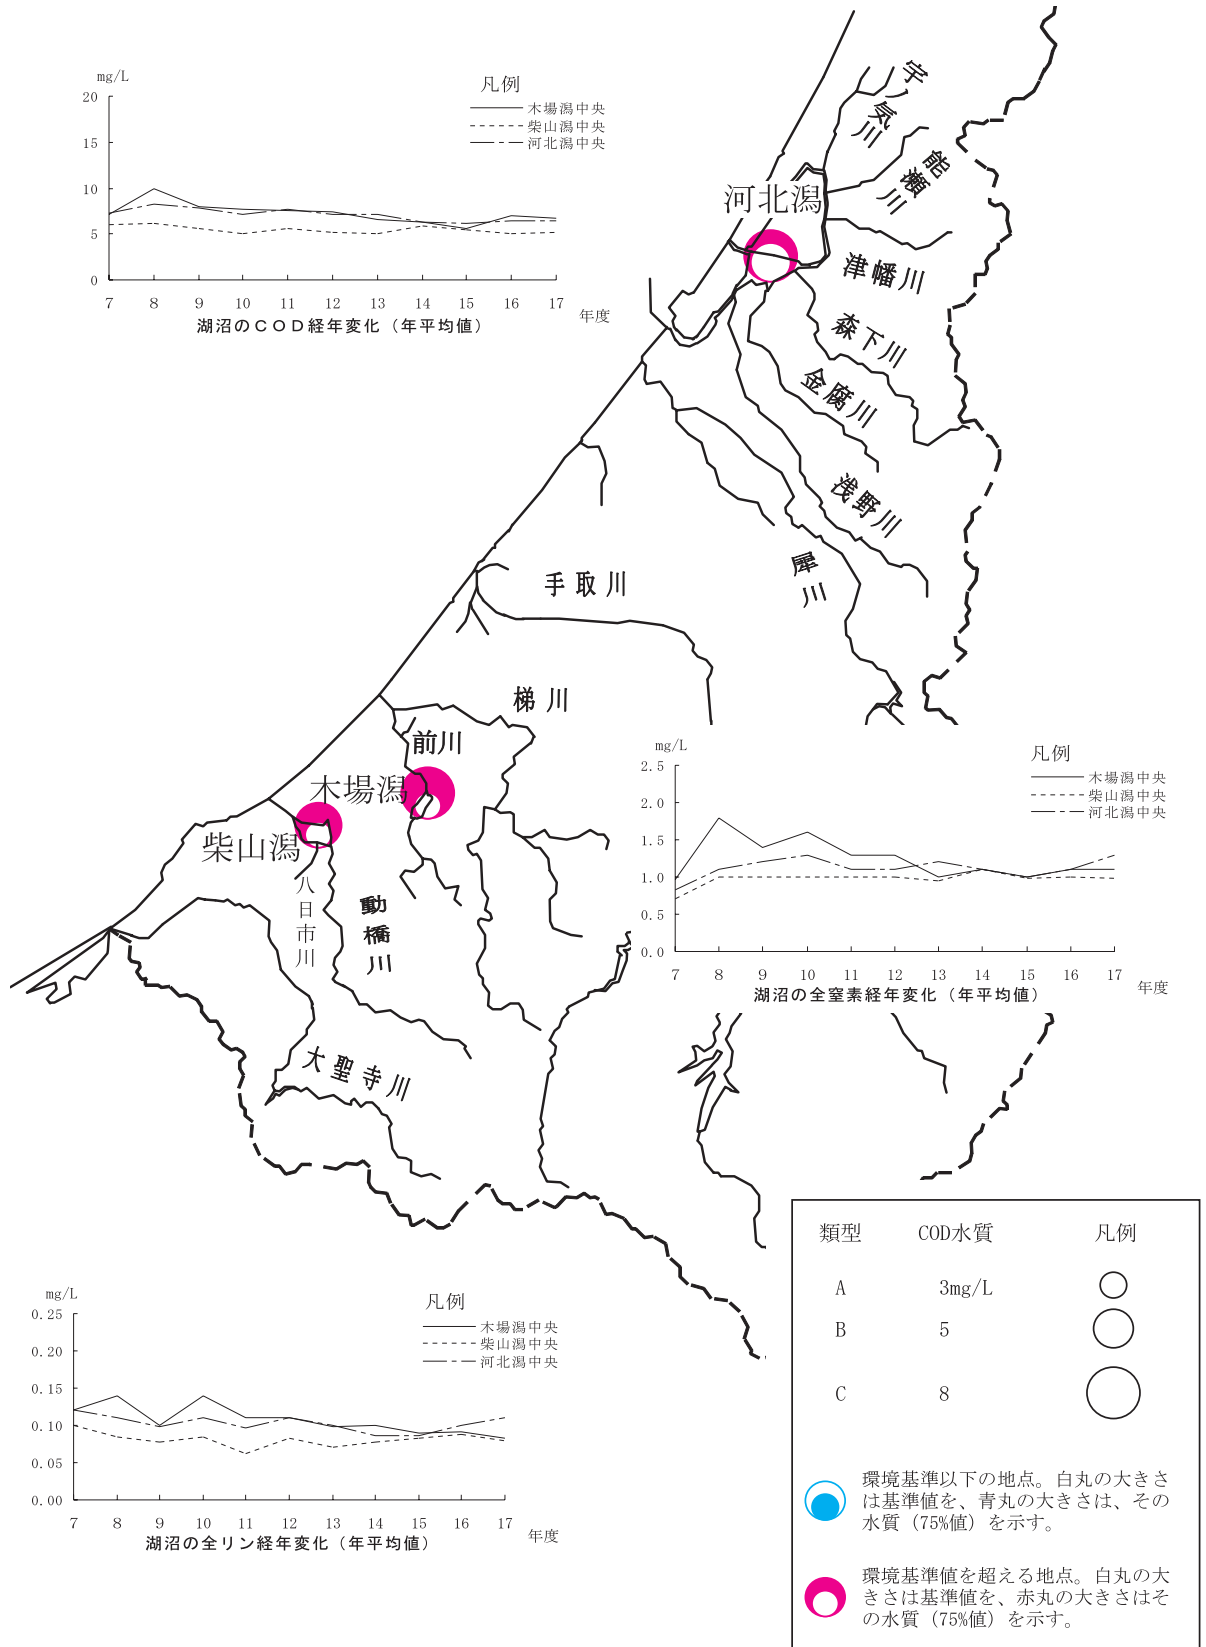 mg/L
20
15
10
5
0
7 8 9 10 11 12 13 14 15 16 17
年度
凡例
木場潟中央
柴山潟中央
河北潟中央
湖沼のCOD経年変化（年平均値）
宇ノ気川
能瀬川
河北潟
津幡川
森下川
金腐川
浅野川
犀川
手取川
梯川
前川
木場潟
柴山潟
八日市川
動橋川
大聖寺川
mg/L
2.5
2.0
1.5
1.0
0.5
0.0
7 8 9 10 11 12 13 14 15 16 17
年度
凡例
木場潟中央
柴山潟中央
河北潟中央
湖沼の全窒素経年変化（年平均値）
mg/L
0.25
0.20
0.15
0.10
0.05
0.00
7 8 9 10 11 12 13 14 15 16 17
年度
凡例
木場潟中央
柴山潟中央
河北潟中央
湖沼の全リン経年変化（年平均値）
類型 COD水質 凡例
A 3mg/L
B 5
C 8
環境基準以下の地点。白丸の大きさ
は基準値を、青丸の大きさは、その
水質（75%値）を示す。
環境基準値を超える地点。白丸の大
きさは基準値を、赤丸の大きさはそ
の水質（75%値）を示す。